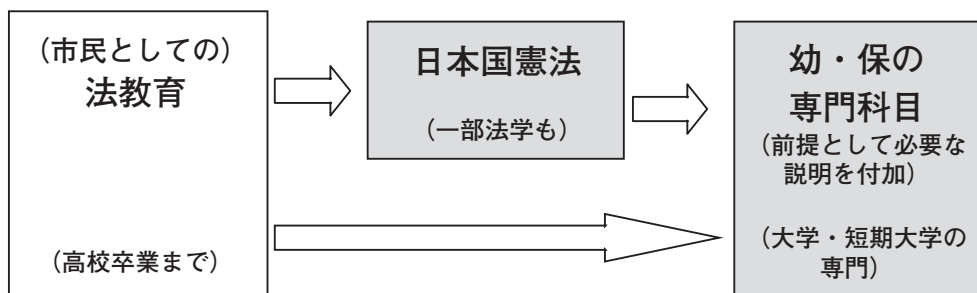 (市民としての)
法教育
(高校卒業まで)
日本国憲法
(一部法学も)
幼・保の
専門科目
(前提として必要な
説明を付加)
(大学・短期大学の
専門)